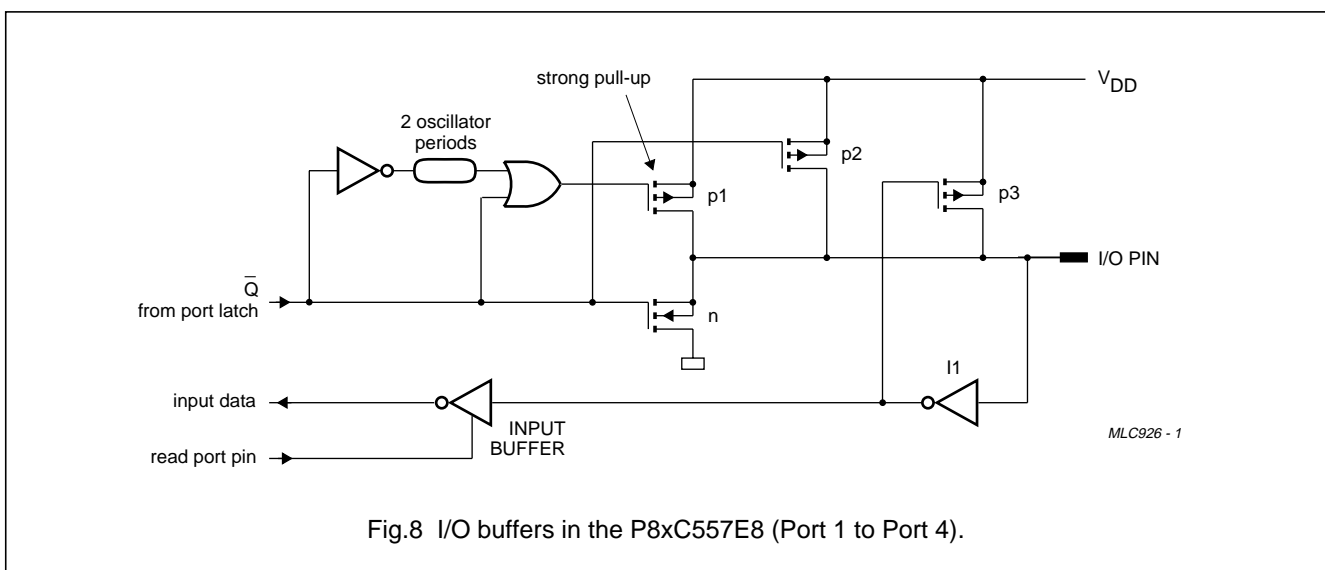 strong pull-up
V_DD
2 oscillator
periods
p2
p1
p3
I/O PIN
Q̅
from port latch
n
I1
input data
INPUT
BUFFER
read port pin
MLC926 - 1
Fig.8 I/O buffers in the P8xC557E8 (Port 1 to Port 4).